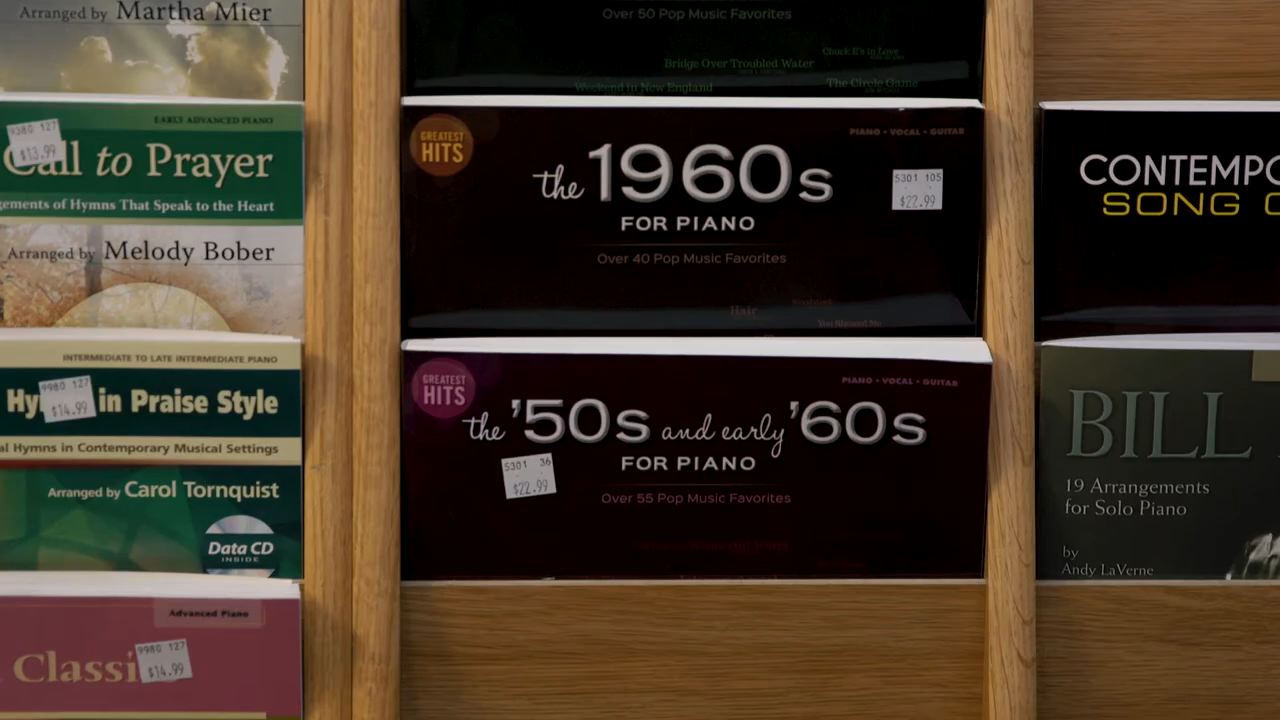 Arranged by Martha Mier
9380 127
$13.99
EARLY ADVANCED PIANO
Call to Prayer
gements of Hymns That Speak to the Heart
Arranged by Melody Bober
INTERMEDIATE TO LATE INTERMEDIATE PIANO
9980 127
$14.99
Hy in Praise Style
al Hymns in Contemporary Musical Settings
Arranged by Carol Tornquist
Data CD
INSIDE
Advanced Piano
9980 127
$14.99
Classi
Over 50 Pop Music Favorites
Chuck E's in Love
Bridge Over Troubled Water
Weekend in New England
The Circle Game
GREATEST
HITS
PIANO • VOCAL • GUITAR
the 1960s
FOR PIANO
5301 105
$22.99
Over 40 Pop Music Favorites
Hair
You Showed Me
GREATEST
HITS
PIANO • VOCAL • GUITAR
the '50s and early '60s
FOR PIANO
5301 36
$22.99
Over 55 Pop Music Favorites
CONTEMPO
SONG
BILL
19 Arrangements
for Solo Piano
by
Andy LaVerne